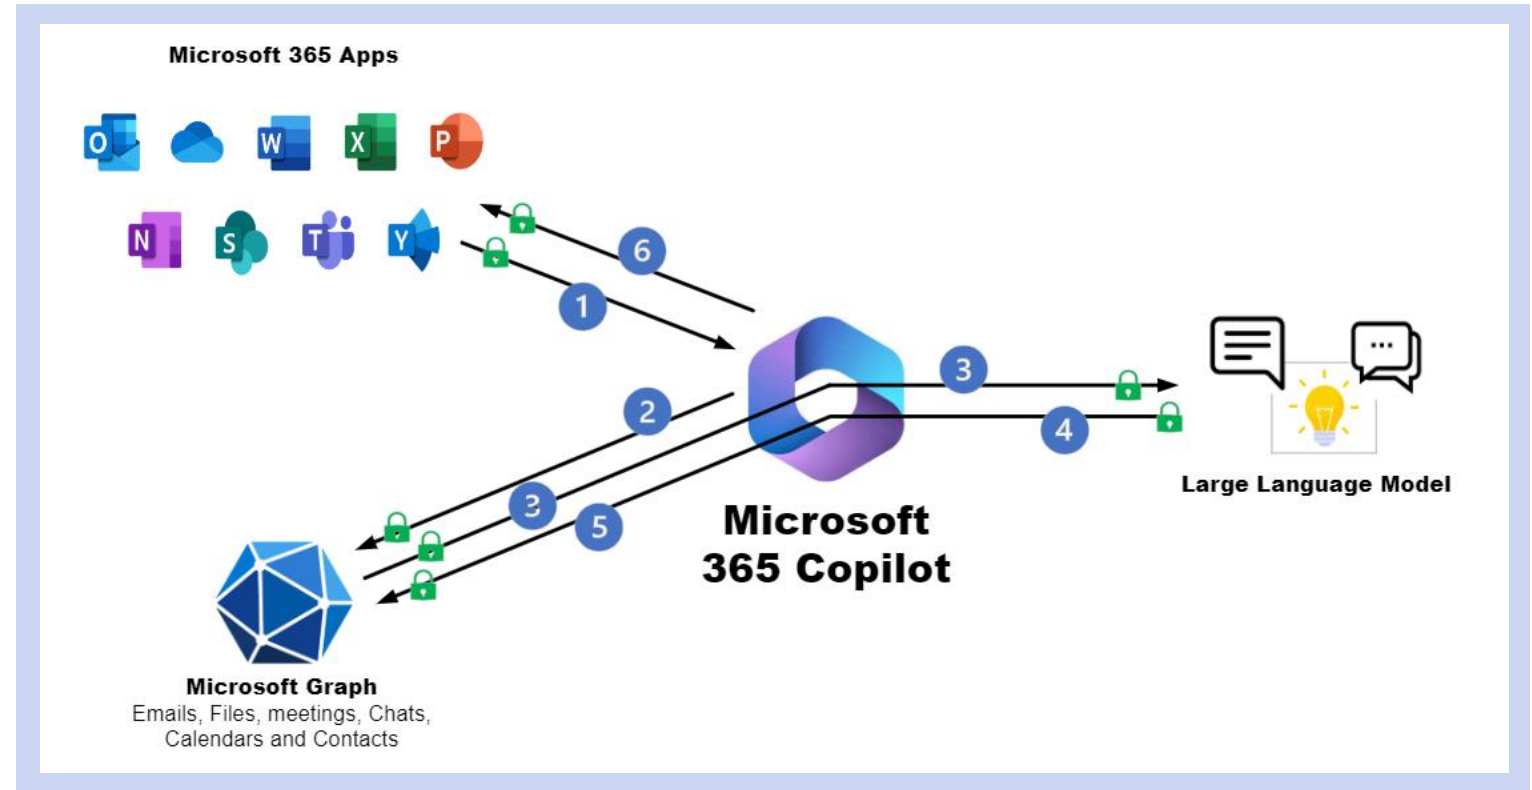 Microsoft 365 Apps
O
W
X
P
N
S
T
Y
6
1
3
2
4
3
5
Large Language Model
Microsoft
365 Copilot
Microsoft Graph
Emails, Files, meetings, Chats,
Calendars and Contacts